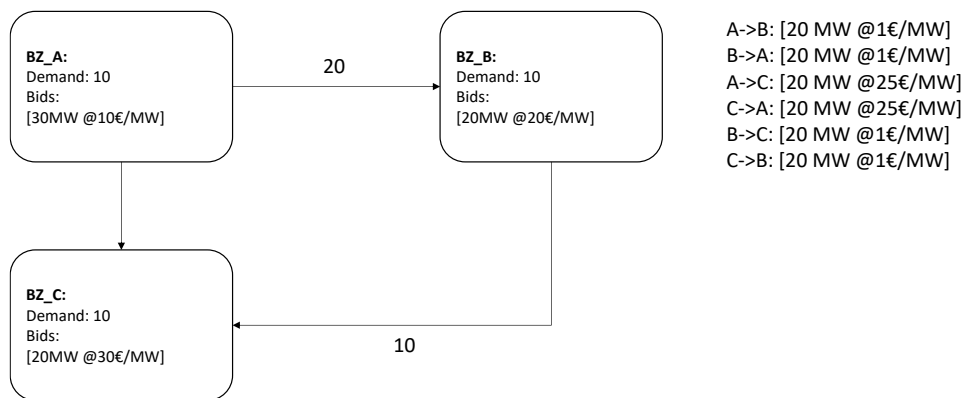 BZ_A:
Demand: 10
Bids:
[30MW @10€/MW]
20
BZ_B:
Demand: 10
Bids:
[20MW @20€/MW]
A->B: [20 MW @1€/MW]
B->A: [20 MW @1€/MW]
A->C: [20 MW @25€/MW]
C->A: [20 MW @25€/MW]
B->C: [20 MW @1€/MW]
C->B: [20 MW @1€/MW]
BZ_C:
Demand: 10
Bids:
[20MW @30€/MW]
10